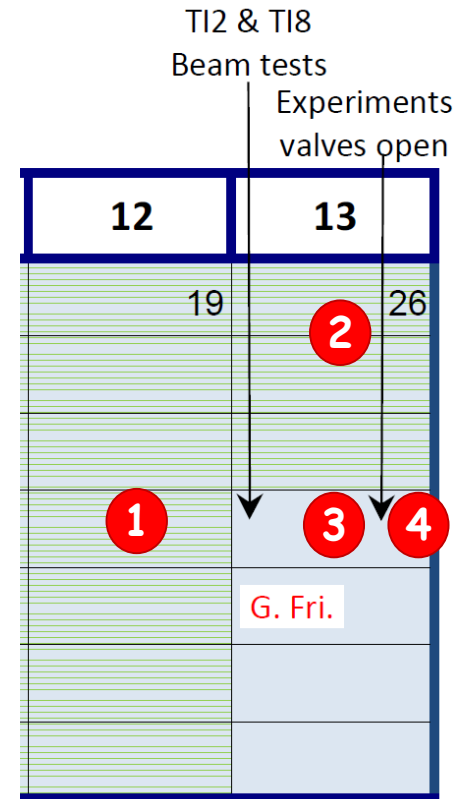 TI2 & TI8
Beam tests
Experiments
valves open
12 13
19 26
2
1 3 4
G. Fri.